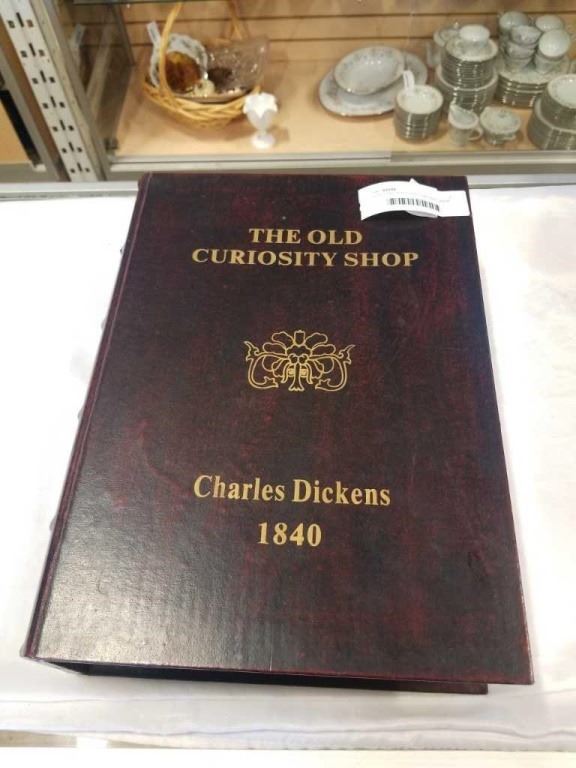 THE OLD
CURIOSITY SHOP
Charles Dickens
1840